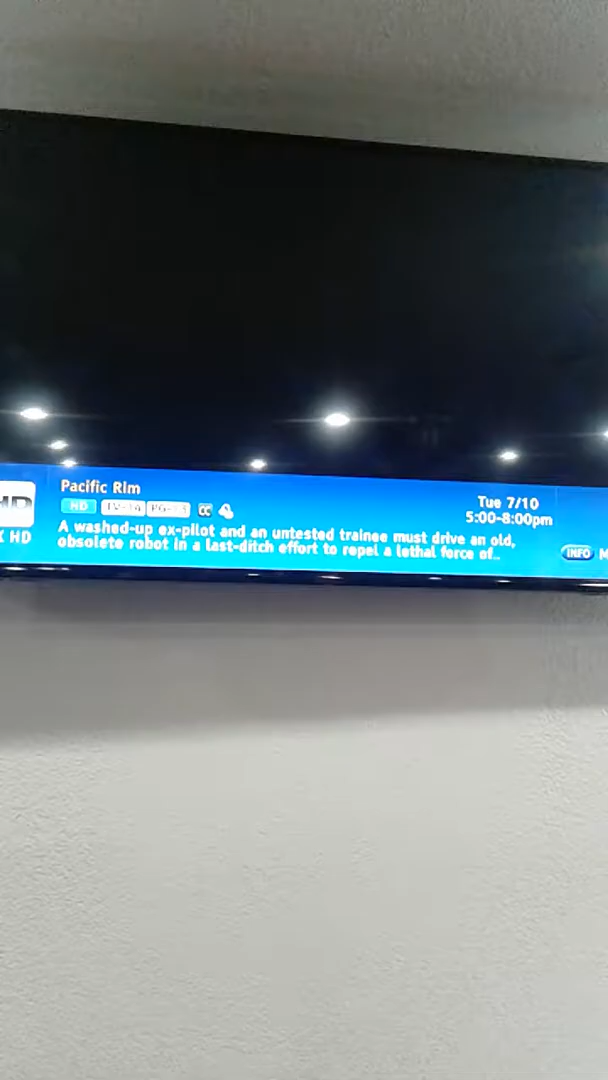 Pacific Rim
HD TV-14 PG-13 CC
Tue 7/10
5:00-8:00pm
HD
X HD
A washed-up ex-pilot and an untested trainee must drive an old,
obsolete robot in a last-ditch effort to repel a lethal force of...
INFO M